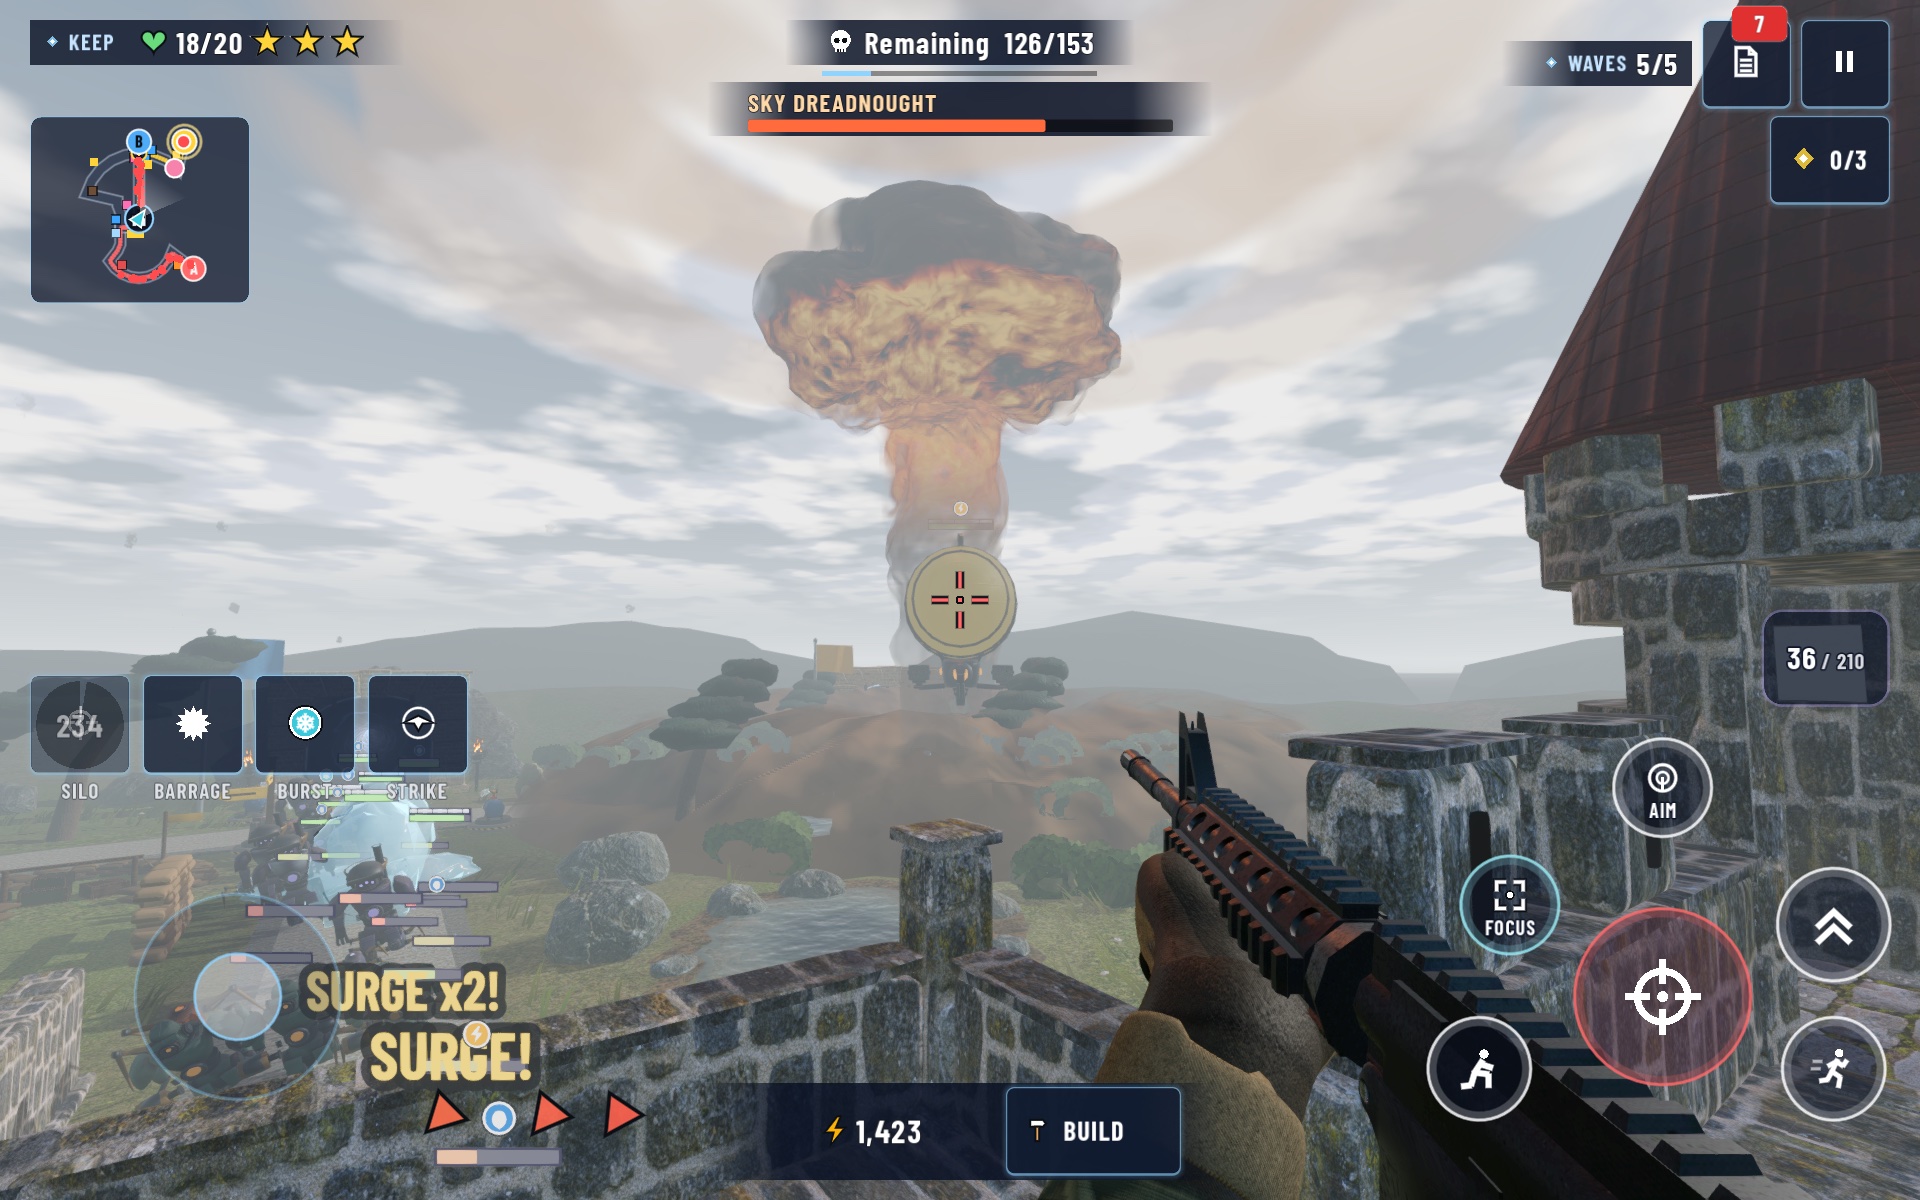 KEEP 18/20
Remaining 126/153
WAVES 5/5
7
SKY DREADNOUGHT
0/3
B
36 / 210
234
SILO
BARRAGE
BURST
STRIKE
AIM
FOCUS
SURGE x2!
SURGE!
1,423
BUILD